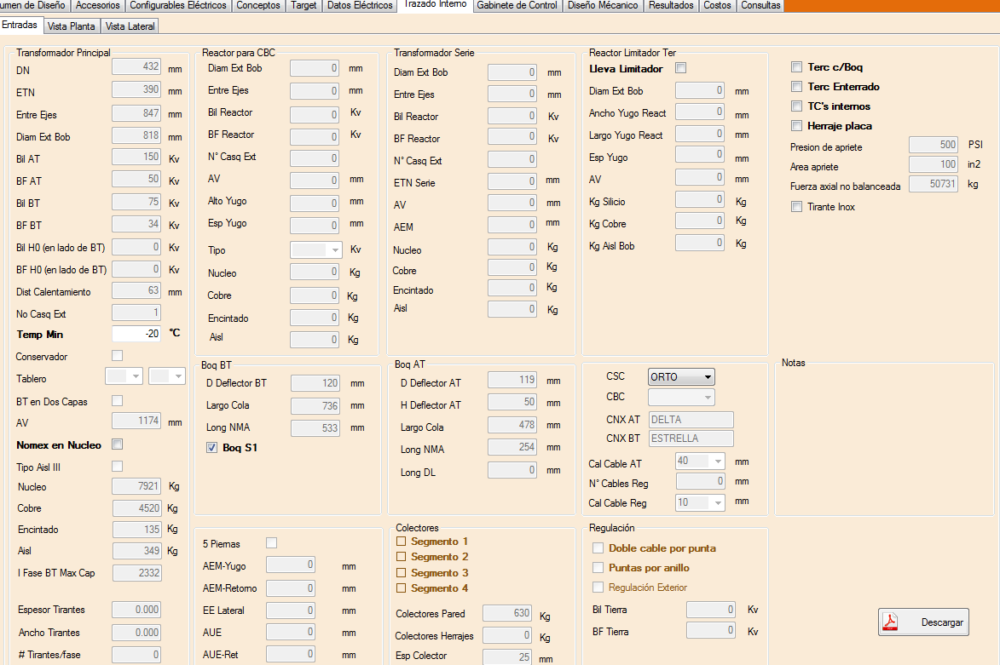 umen de Diseño Accesorios Configurables Eléctricos Conceptos Target Datos Eléctricos Trazado Interno Gabinete de Control Diseño Mécanico Resultados Costos Consultas
Entradas Vista Planta Vista Lateral
Transformador Principal
DN 432 mm
ETN 390 mm
Entre Ejes 847 mm
Diam Ext Bob 818 mm
Bil AT 150 Kv
BF AT 50 Kv
Bil BT 75 Kv
BF BT 34 Kv
Bil H0 (en lado de BT) 0 Kv
BF H0 (en lado de BT) 0 Kv
Dist Calentamiento 63 mm
No Casq Ext 1
Temp Min -20 °C
Conservador
Tablero
BT en Dos Capas
AV 1174 mm
Nomex en Nucleo
Tipo Aisl III
Nucleo 7921 Kg
Cobre 4520 Kg
Encintado 135 Kg
Aisl 349 Kg
I Fase BT Max Cap 2332
Espesor Tirantes 0.000
Ancho Tirantes 0.000
# Tirantes/fase 0
Reactor para CBC
Diam Ext Bob 0 mm
Entre Ejes 0 mm
Bil Reactor 0 Kv
BF Reactor 0 Kv
N° Casq Ext 0
AV 0 mm
Alto Yugo 0 mm
Esp Yugo 0 mm
Tipo Kv
Nucleo 0 Kg
Cobre 0 Kg
Encintado 0 Kg
Aisl 0 Kg
Boq BT
D Deflector BT 120 mm
Largo Cola 736 mm
Long NMA 533 mm
Boq S1
5 Piernas
AEM-Yugo 0 mm
AEM-Retorno 0 mm
EE Lateral 0 mm
AUE 0 mm
AUE-Ret 0 mm
Transformador Serie
Diam Ext Bob 0 mm
Entre Ejes 0 mm
Bil Reactor 0 Kv
BF Reactor 0 Kv
N° Casq Ext 0
ETN Serie 0 mm
AV 0 mm
AEM 0 mm
Nucleo 0 Kg
Cobre 0 Kg
Encintado 0 Kg
Aisl 0 Kg
Boq AT
D Deflector AT 119 mm
H Deflector AT 50 mm
Largo Cola 478 mm
Long NMA 254 mm
Long DL 0 mm
Colectores
Segmento 1
Segmento 2
Segmento 3
Segmento 4
Colectores Pared 630 Kg
Colectores Herrajes 0 Kg
Esp Colector 25 mm
Reactor Limitador Ter
Lleva Limitador
Diam Ext Bob 0 mm
Ancho Yugo React 0 mm
Largo Yugo React 0 mm
Esp Yugo 0 mm
AV 0 mm
Kg Silicio 0 Kg
Kg Cobre 0 Kg
Kg Aisl Bob 0 Kg
CSC ORTO
CBC
CNX AT DELTA
CNX BT ESTRELLA
Cal Cable AT 40 mm
N° Cables Reg 0 mm
Cal Cable Reg 10 mm
Regulación
Doble cable por punta
Puntas por anillo
Regulación Exterior
Bil Tierra 0 Kv
BF Tierra 0 Kv
Terc c/Boq
Terc Enterrado
TC's internos
Herraje placa
Presion de apriete 500 PSI
Area apriete 100 in2
Fuerza axial no balanceada 50731 kg
Tirante Inox
Notas
Descargar